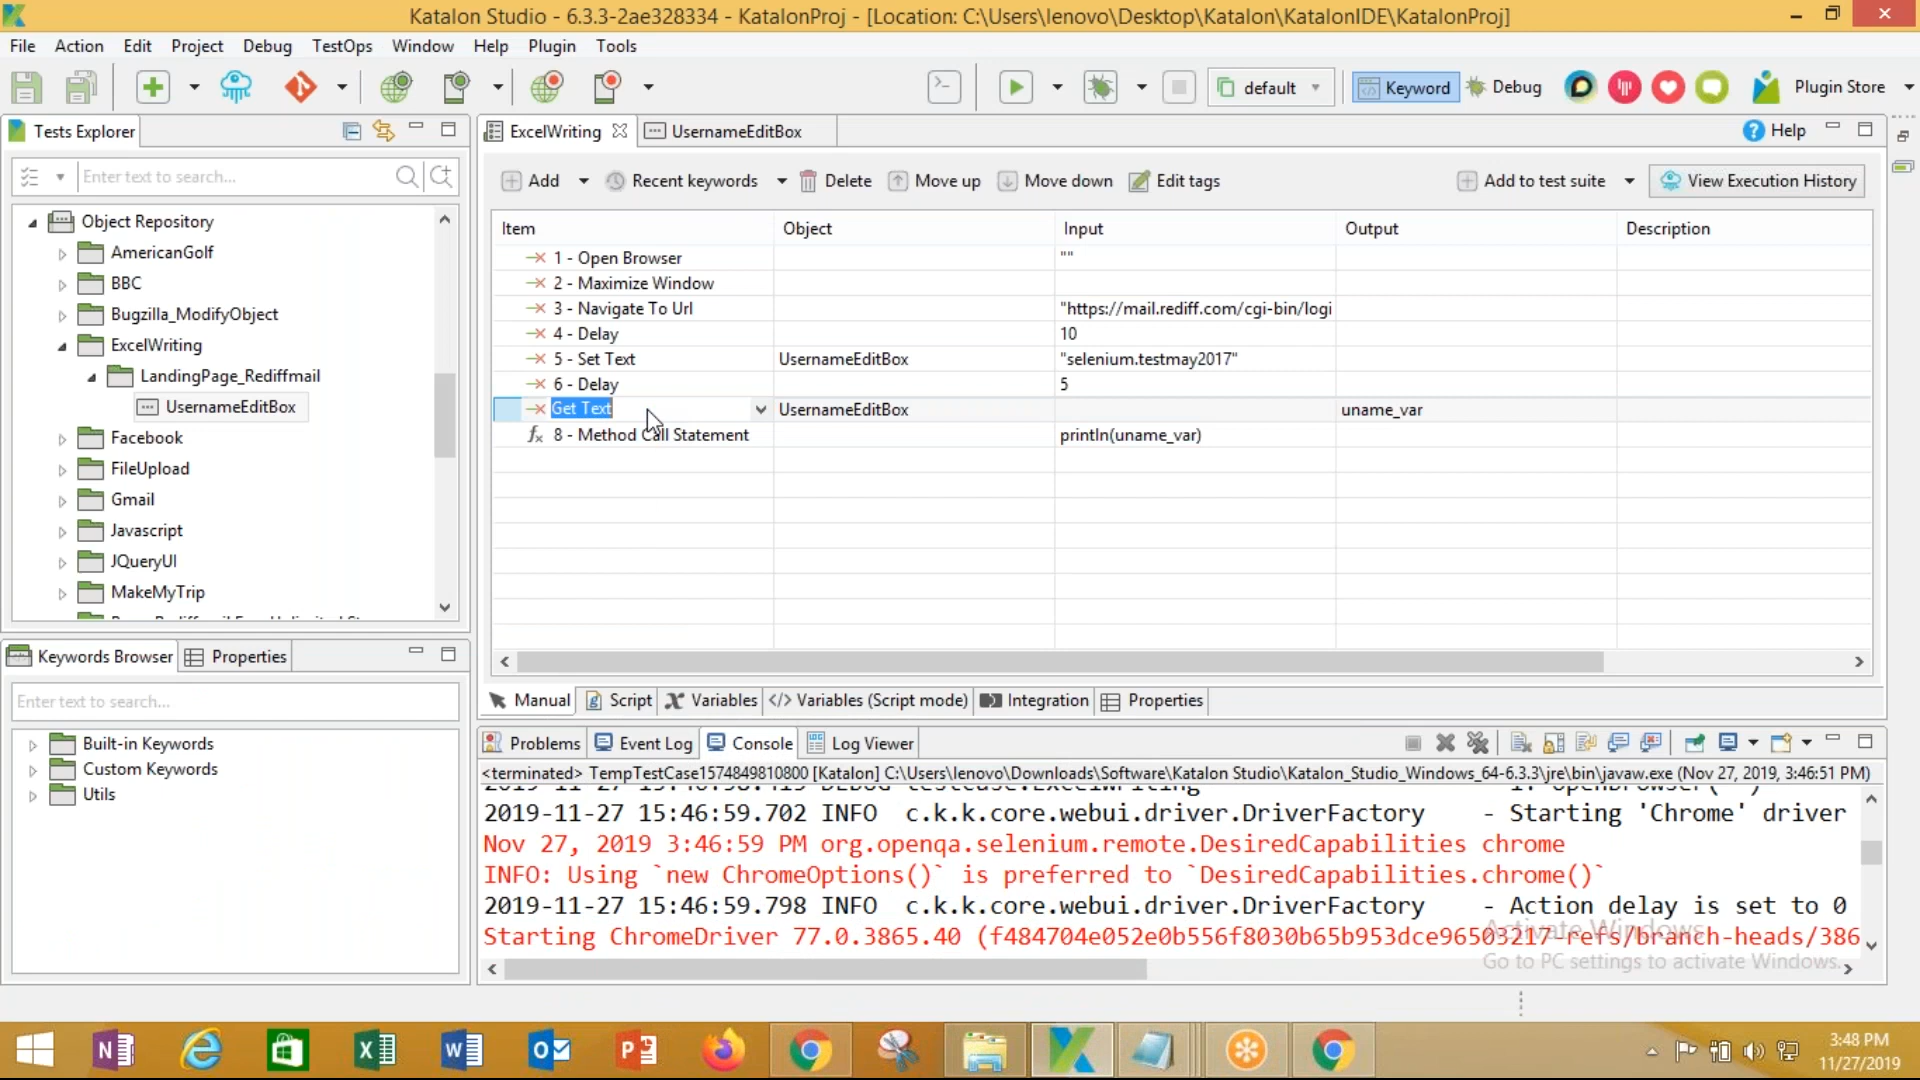 Katalon Studio - 6.3.3-2ae328334 - KatalonProj - [Location: C:\Users\lenovo\Desktop\Katalon\KatalonIDE\KatalonProj]
File Action Edit Project Debug TestOps Window Help Plugin Tools
default Keyword Debug Plugin Store
Tests Explorer
Enter text to search...
Object Repository
AmericanGolf
BBC
Bugzilla_ModifyObject
ExcelWriting
LandingPage_Rediffmail
UsernameEditBox
Facebook
FileUpload
Gmail
Javascript
JQueryUI
MakeMyTrip
Keywords Browser Properties
Enter text to search...
Built-in Keywords
Custom Keywords
Utils
ExcelWriting UsernameEditBox Help
Add Recent keywords Delete Move up Move down Edit tags Add to test suite View Execution History
Item Object Input Output Description
1 - Open Browser ""
2 - Maximize Window
3 - Navigate To Url "https://mail.rediff.com/cgi-bin/logi
4 - Delay 10
5 - Set Text UsernameEditBox "selenium.testmay2017"
6 - Delay 5
Get Text UsernameEditBox uname_var
fx 8 - Method Call Statement println(uname_var)
Manual Script Variables Variables (Script mode) Integration Properties
Problems Event Log Console Log Viewer
<terminated> TempTestCase1574849810800 [Katalon] C:\Users\lenovo\Downloads\Software\Katalon Studio\Katalon_Studio_Windows_64-6.3.3\jre\bin\javaw.exe (Nov 27, 2019, 3:46:51 PM)
2019-11-27 15:46:59.702 INFO c.k.k.core.webui.driver.DriverFactory - Starting 'Chrome' driver
Nov 27, 2019 3:46:59 PM org.openqa.selenium.remote.DesiredCapabilities chrome
INFO: Using `new ChromeOptions()` is preferred to `DesiredCapabilities.chrome()`
2019-11-27 15:46:59.798 INFO c.k.k.core.webui.driver.DriverFactory - Action delay is set to 0
Starting ChromeDriver 77.0.3865.40 (f484704e052e0b556f8030b65b953dce96503217-refs/branch-heads/386
Activate Windows
Go to PC settings to activate Windows.
3:48 PM
11/27/2019